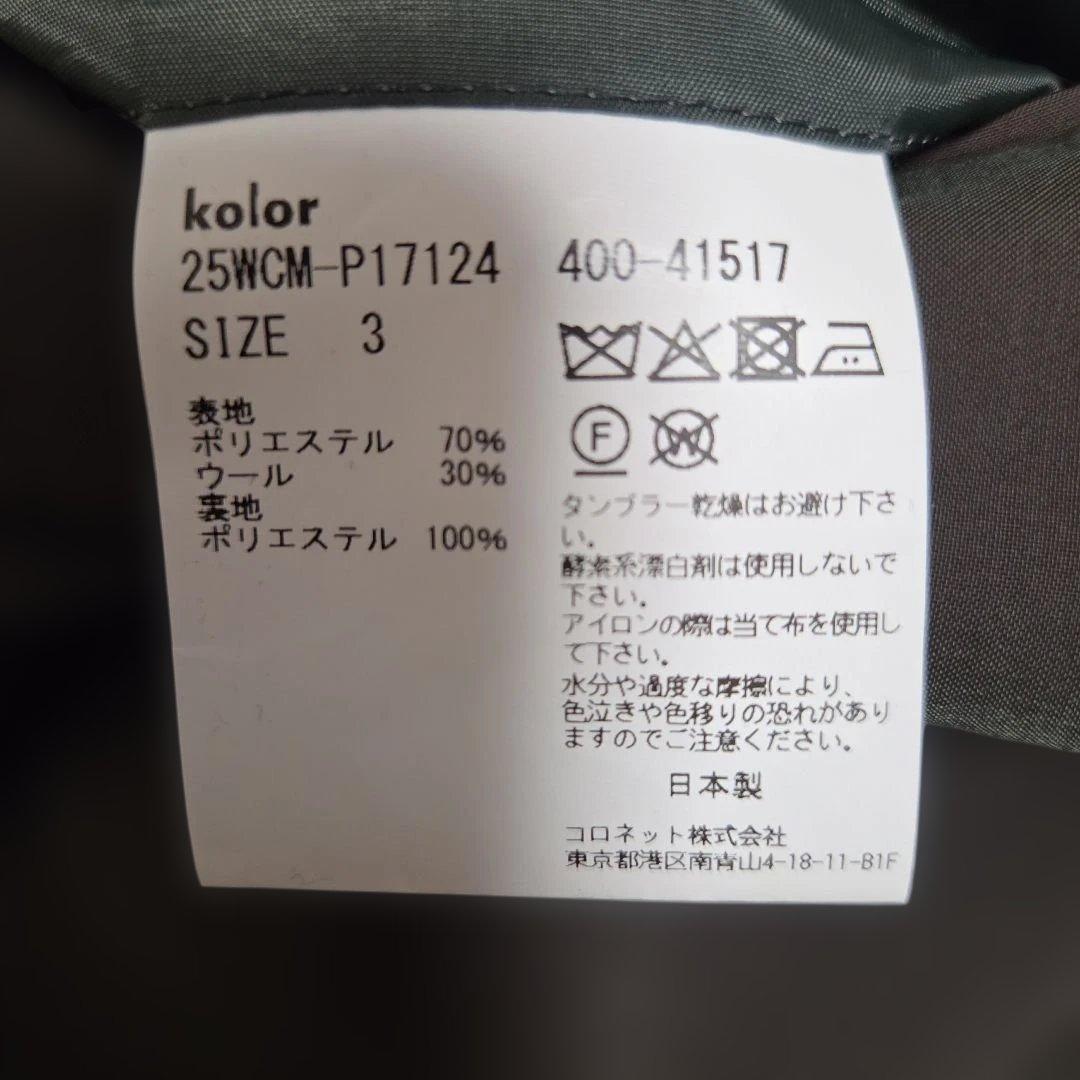 kolor
25WCM-P17124 400-41517
SIZE 3
表地
ポリエステル 70%
ウール 30%
裏地
ポリエステル 100%
F W
タンブラー乾燥はお避け下さ
い。
酵素系漂白剤は使用しないで
下さい。
アイロンの際は当て布を使用し
て下さい。
水分や過度な摩擦により、
色泣きや色移りの恐れがあり
ますのでご注意ください。
日本製
コロネット株式会社
東京都港区南青山4-18-11-B1F